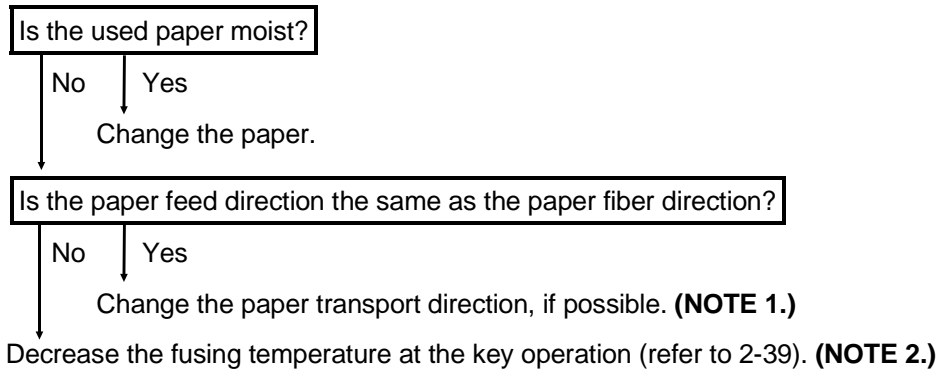 Is the used paper moist?
No Yes
Change the paper.
Is the paper feed direction the same as the paper fiber direction?
No Yes
Change the paper transport direction, if possible. (NOTE 1.)
Decrease the fusing temperature at the key operation (refer to 2-39). (NOTE 2.)